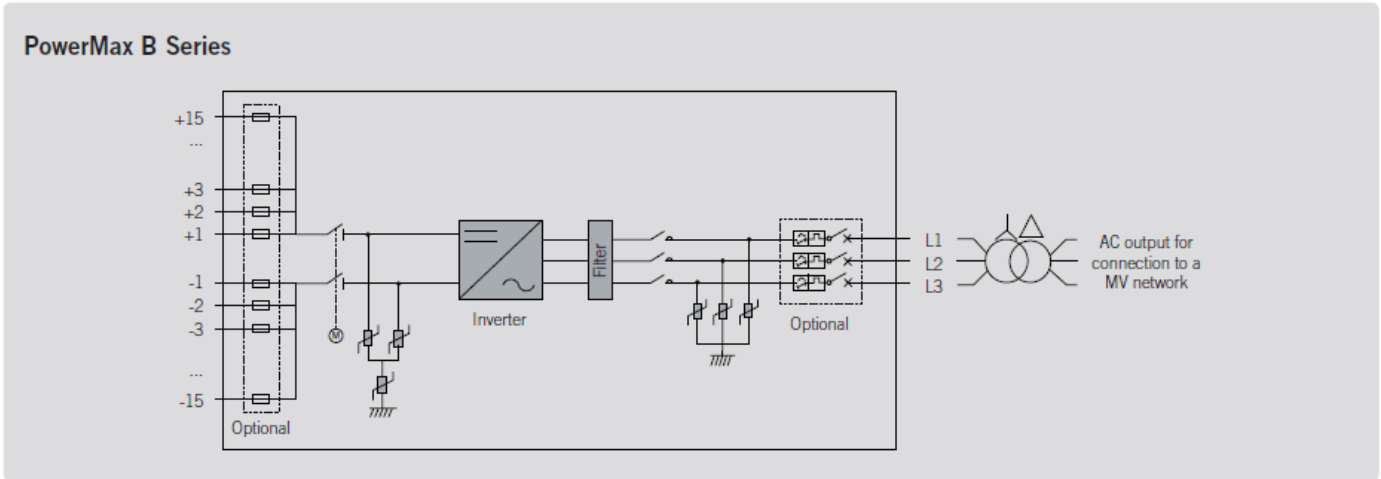 PowerMax B Series
+15
...
+3
+2
+1
-1
-2
-3
...
-15
Optional
M
Inverter
Filter
Optional
L1
L2
L3
AC output for
connection to a
MV network